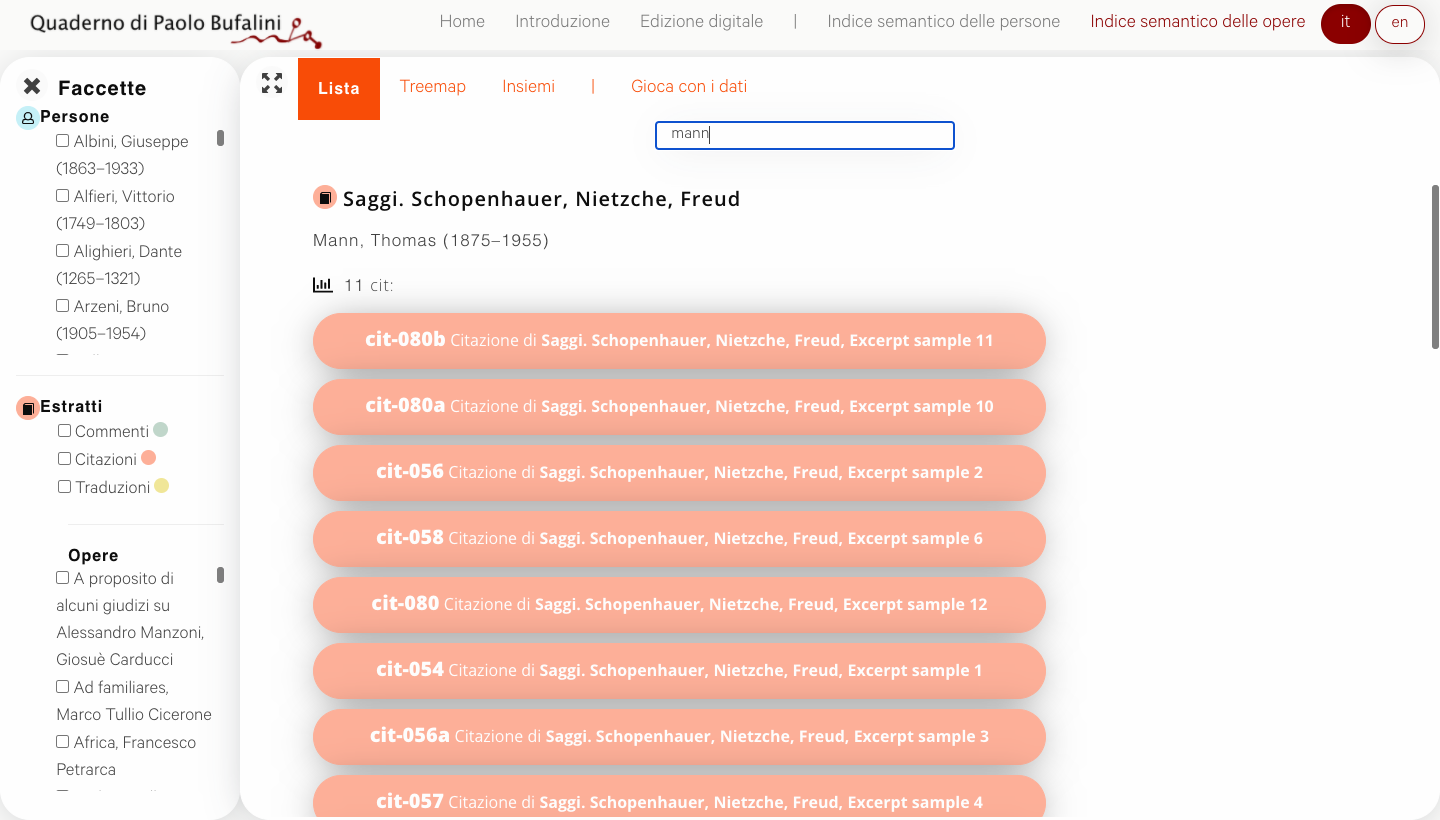 Quaderno di Paolo Bufalini
Home Introduzione Edizione digitale | Indice semantico delle persone Indice semantico delle opere it en
Faccette
Persone
Albini, Giuseppe
(1863–1933)
Alfieri, Vittorio
(1749–1803)
Alighieri, Dante
(1265–1321)
Arzeni, Bruno
(1905–1954)
Estratti
Commenti
Citazioni
Traduzioni
Opere
A proposito di
alcuni giudizi su
Alessandro Manzoni,
Giosuè Carducci
Ad familiares,
Marco Tullio Cicerone
Africa, Francesco
Petrarca
Lista Treemap Insiemi | Gioca con i dati
mann
Saggi. Schopenhauer, Nietzche, Freud
Mann, Thomas (1875–1955)
11 cit:
cit-080b Citazione di Saggi. Schopenhauer, Nietzche, Freud, Excerpt sample 11
cit-080a Citazione di Saggi. Schopenhauer, Nietzche, Freud, Excerpt sample 10
cit-056 Citazione di Saggi. Schopenhauer, Nietzche, Freud, Excerpt sample 2
cit-058 Citazione di Saggi. Schopenhauer, Nietzche, Freud, Excerpt sample 6
cit-080 Citazione di Saggi. Schopenhauer, Nietzche, Freud, Excerpt sample 12
cit-054 Citazione di Saggi. Schopenhauer, Nietzche, Freud, Excerpt sample 1
cit-056a Citazione di Saggi. Schopenhauer, Nietzche, Freud, Excerpt sample 3
cit-057 Citazione di Saggi. Schopenhauer, Nietzche, Freud, Excerpt sample 4